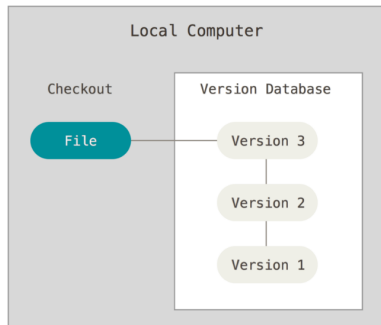 Local Computer
Checkout
Version Database
File
Version 3
Version 2
Version 1